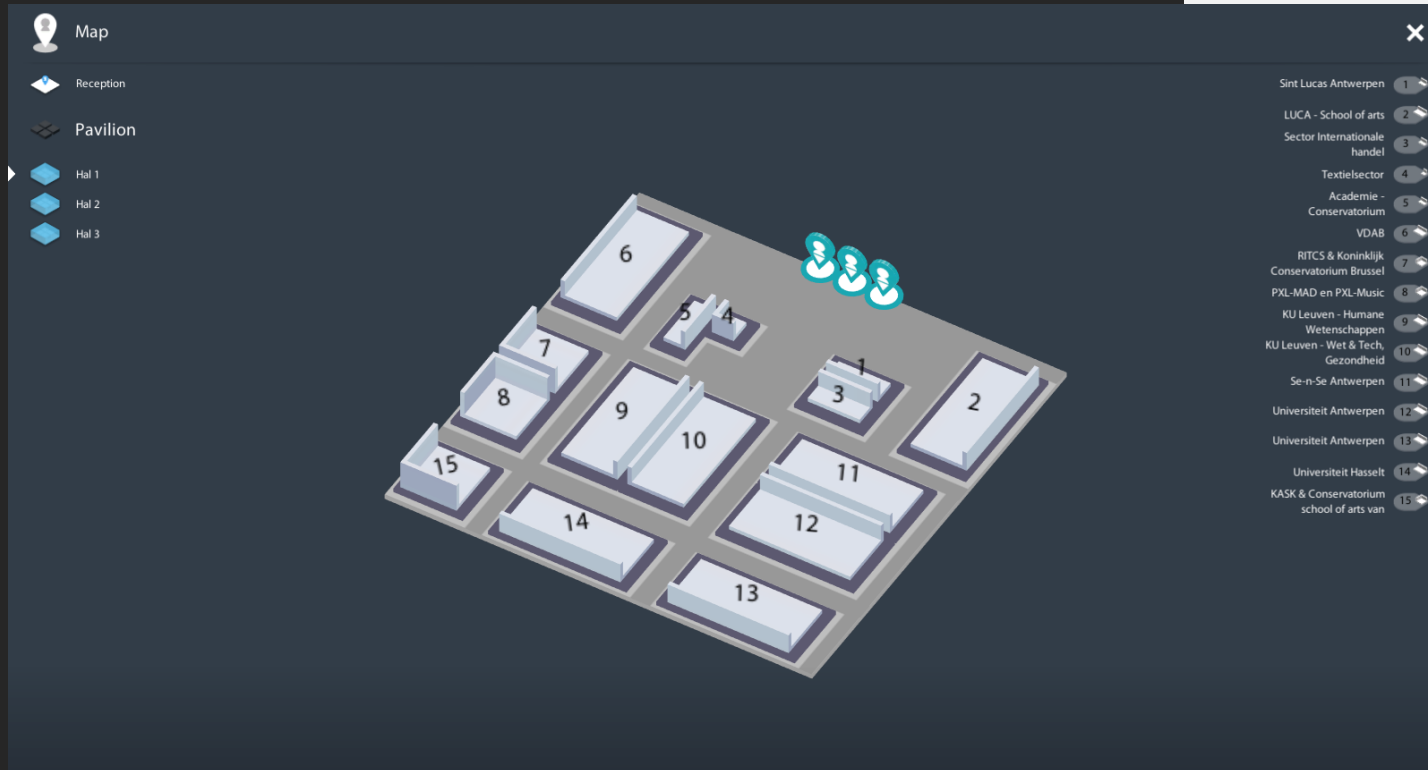 Map
Reception
Pavilion
Hal 1
Hal 2
Hal 3
6
5
4
7
1
8
3
2
9
10
15
11
14
12
13
Sint Lucas Antwerpen 1
LUCA - School of arts 2
Sector Internationale
handel 3
Textielsector 4
Academie -
Conservatorium 5
VDAB 6
RITCS & Koninklijk
Conservatorium Brussel 7
PXL-MAD en PXL-Music 8
KU Leuven - Humane
Wetenschappen 9
KU Leuven - Wet & Tech,
Gezondheid 10
Se-n-Se Antwerpen 11
Universiteit Antwerpen 12
Universiteit Antwerpen 13
Universiteit Hasselt 14
KASK & Conservatorium
school of arts van 15